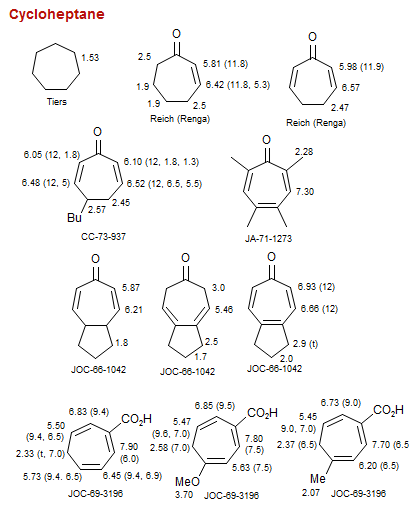 Cycloheptane
1.53
Tiers
O
2.5
5.81 (11.8)
6.42 (11.8, 5.3)
1.9
1.9
2.5
Reich (Renga)
O
5.98 (11.9)
6.57
2.47
Reich (Renga)
O
6.05 (12, 1.8)
6.10 (12, 1.8, 1.3)
6.48 (12, 5)
6.52 (12, 6.5, 5.5)
2.45
2.57
Bu
CC-73-937
O
2.28
7.30
JA-71-1273
O
5.87
6.21
1.8
JOC-66-1042
O
3.0
5.46
2.5
1.7
JOC-66-1042
O
6.93 (12)
6.66 (12)
2.9 (t)
2.0
JOC-66-1042
6.83 (9.4)
CO2H
5.50
(9.4, 6.5)
7.90
(6.0)
2.33 (t, 7.0)
5.73 (9.4. 6.5)
6.45 (9.4, 6.9)
JOC-69-3196
6.85 (9.5)
CO2H
5.47
(9.6, 7.0)
7.80
(7.5)
2.58 (7.0)
5.63 (7.5)
MeO
3.70
JOC-69-3196
6.73 (9.0)
CO2H
5.45
9.0, 7.0)
2.37 (6.5)
7.70 (6.5
6.20 (6.5)
Me
2.07
JOC-69-3196